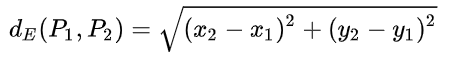 d_E(P_1, P_2) = \sqrt{(x_2 - x_1)^2 + (y_2 - y_1)^2}